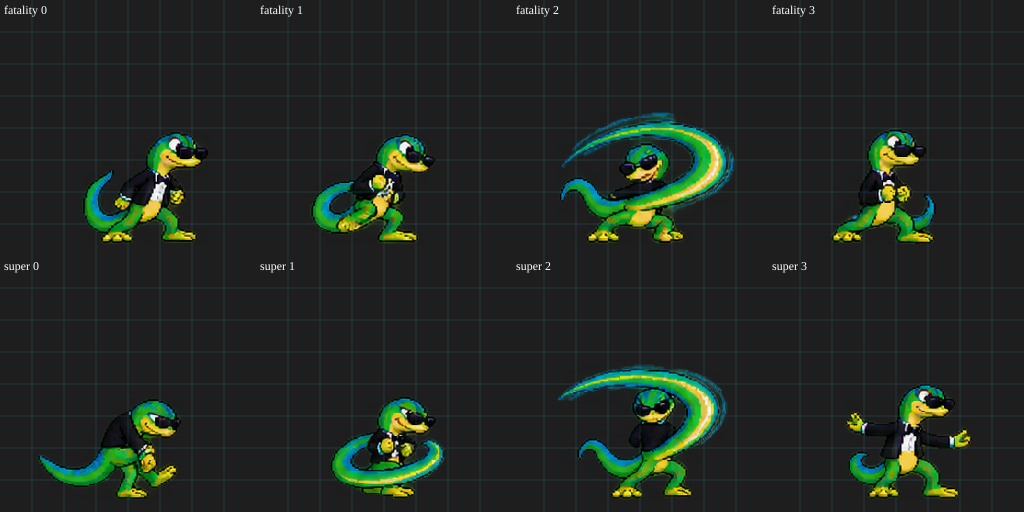 fatality 0
fatality 1
fatality 2
fatality 3
super 0
super 1
super 2
super 3